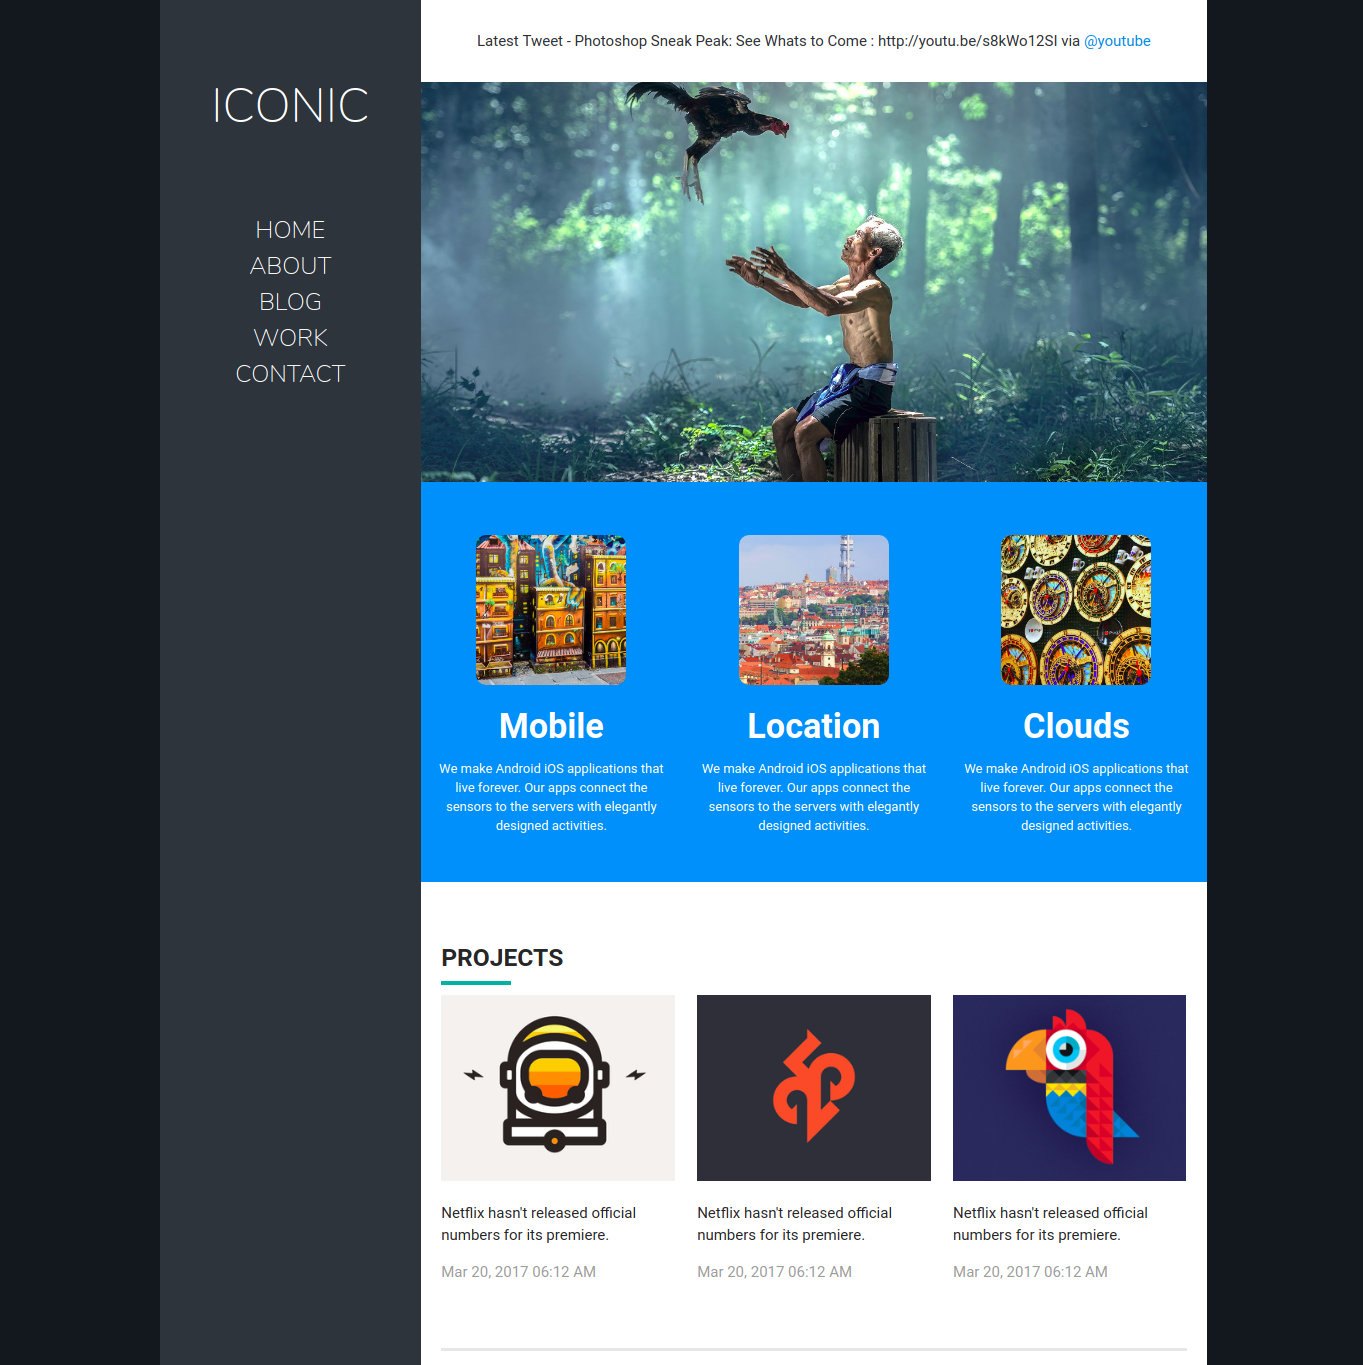 ICONIC
HOME
ABOUT
BLOG
WORK
CONTACT
Latest Tweet - Photoshop Sneak Peak: See Whats to Come : http://youtu.be/s8kWo12SI via @youtube
Mobile
We make Android iOS applications that
live forever. Our apps connect the
sensors to the servers with elegantly
designed activities.
Location
We make Android iOS applications that
live forever. Our apps connect the
sensors to the servers with elegantly
designed activities.
Clouds
We make Android iOS applications that
live forever. Our apps connect the
sensors to the servers with elegantly
designed activities.
PROJECTS
Netflix hasn't released official
numbers for its premiere.
Mar 20, 2017 06:12 AM
Netflix hasn't released official
numbers for its premiere.
Mar 20, 2017 06:12 AM
Netflix hasn't released official
numbers for its premiere.
Mar 20, 2017 06:12 AM